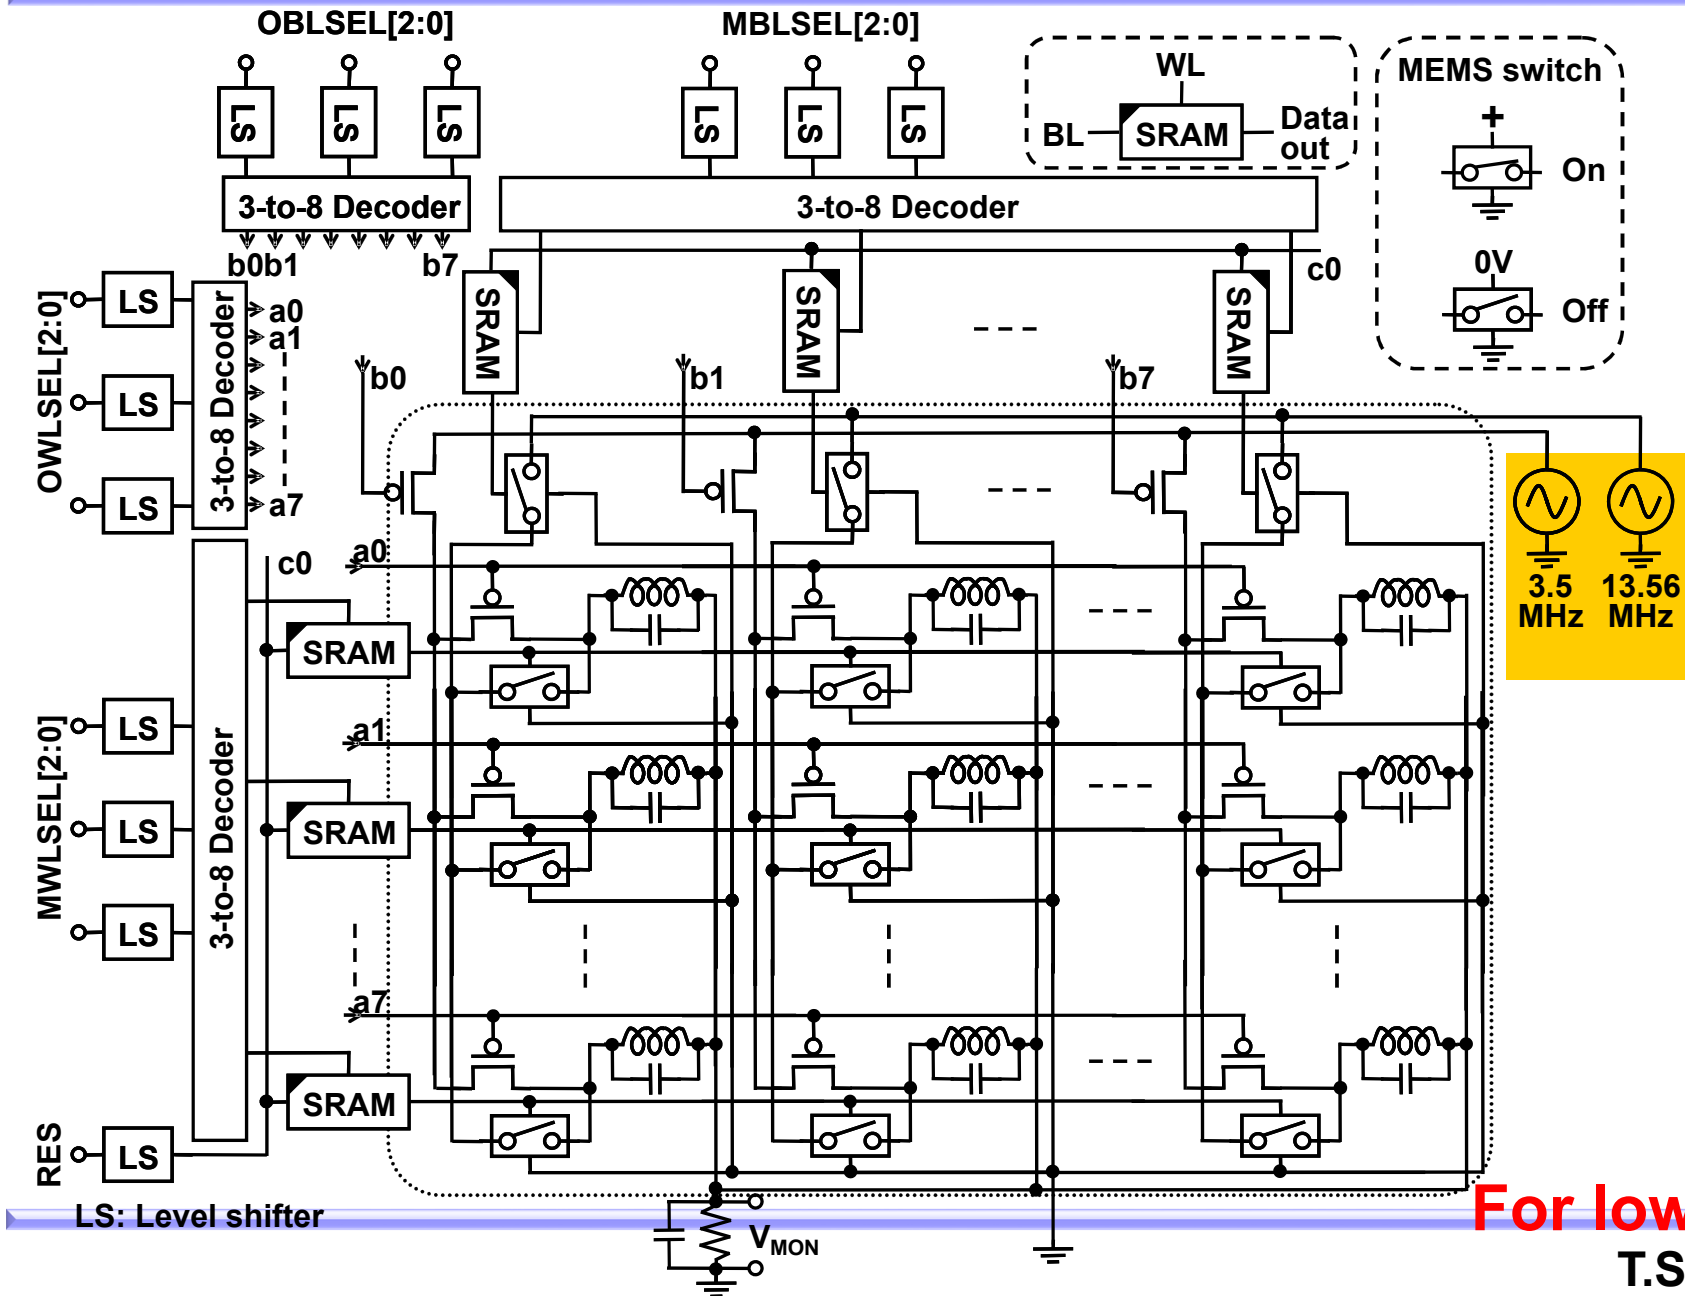 OBLSEL[2:0]
MBLSEL[2:0]
LS
LS
LS
LS
LS
LS
WL
BL
SRAM
Data
out
MEMS switch
+
On
0V
Off
3-to-8 Decoder
3-to-8 Decoder
b0b1
b7
c0
OWLSEL[2:0]
LS
LS
LS
3-to-8 Decoder
a0
a1
a7
SRAM
SRAM
SRAM
b0
b1
b7
3.5
MHz
13.56
MHz
c0
a0
SRAM
a1
SRAM
a7
SRAM
MWLSEL[2:0]
LS
LS
LS
3-to-8 Decoder
RES
LS
LS: Level shifter
VMON
For low
T.S